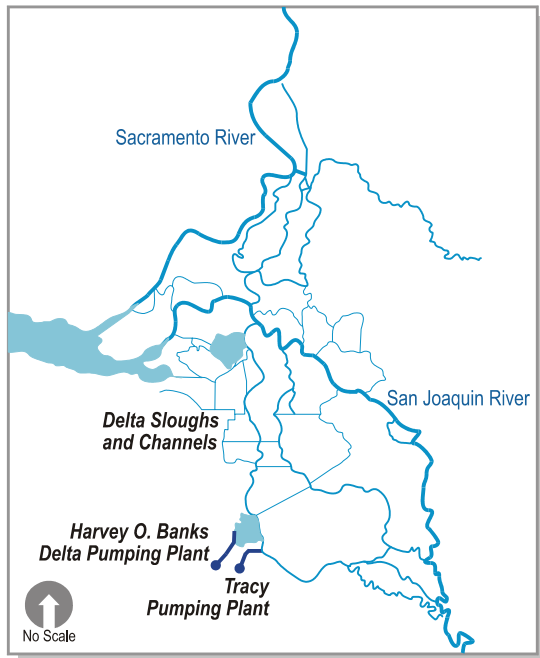 Sacramento River
San Joaquin River
Delta Sloughs
and Channels
Harvey O. Banks
Delta Pumping Plant
Tracy
Pumping Plant
No Scale